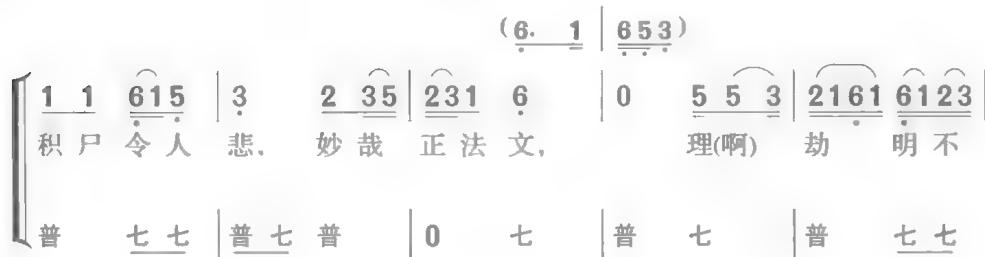 (6. 1 | 653)
1 1 615 | 3 2 35 | 231 6 | 0 5 5 3 | 2161 6123 |
积尸 令人 悲, 妙哉 正法文, 理(啊) 劫 明不
普 七七 | 普七 普 | 0 七 | 普 七 | 普 七七